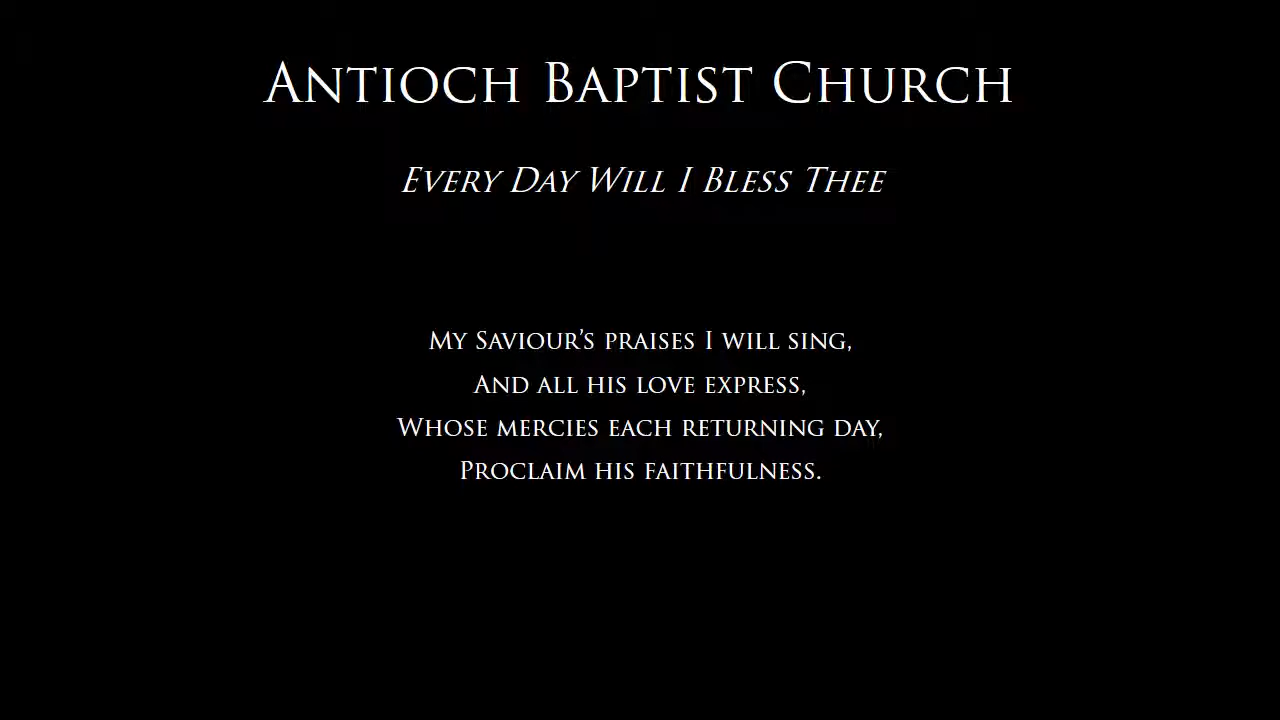 Antioch Baptist Church
Every Day Will I Bless Thee
My Saviour’s praises I will sing,
And all his love express,
Whose mercies each returning day,
Proclaim his faithfulness.